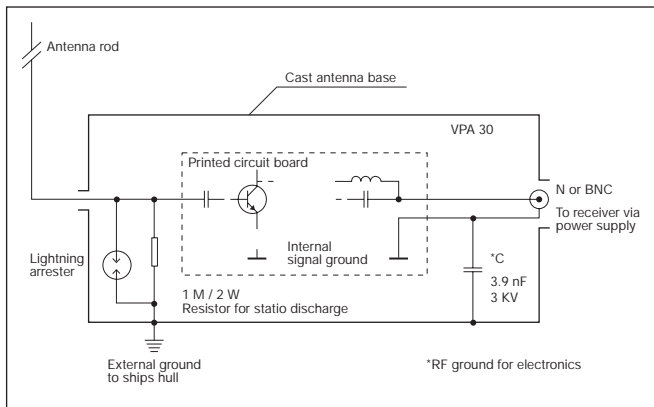 Antenna rod
Cast antenna base
VPA 30
Printed circuit board
N or BNC
To receiver via
power supply
Internal
signal ground
Lightning
arrester
*C
3.9 nF
3 KV
1 M / 2 W
Resistor for statio discharge
External ground
to ships hull
*RF ground for electronics